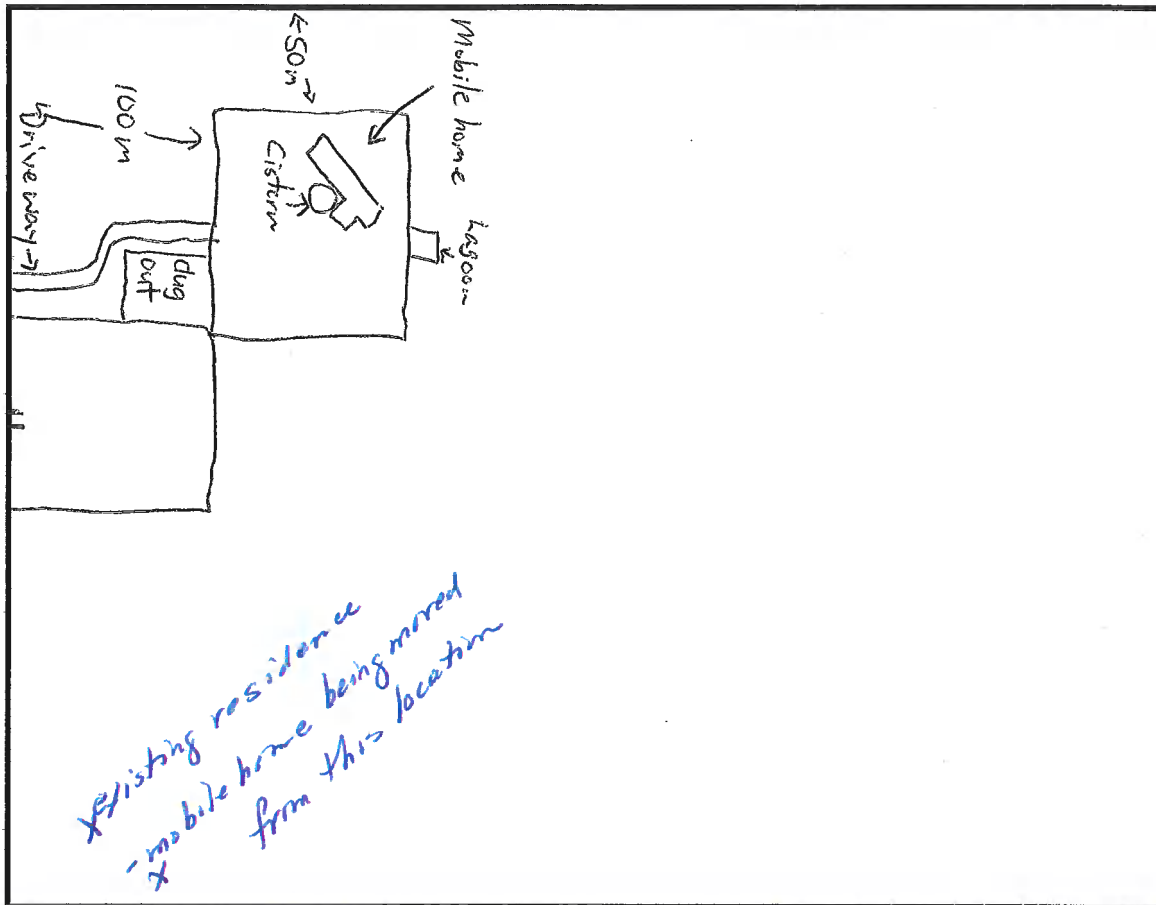 Mobile home
Lagoon
←50m→
Cistern
100m
Driveway→
dug
out
existing residence
- mobile home being moved
from this location